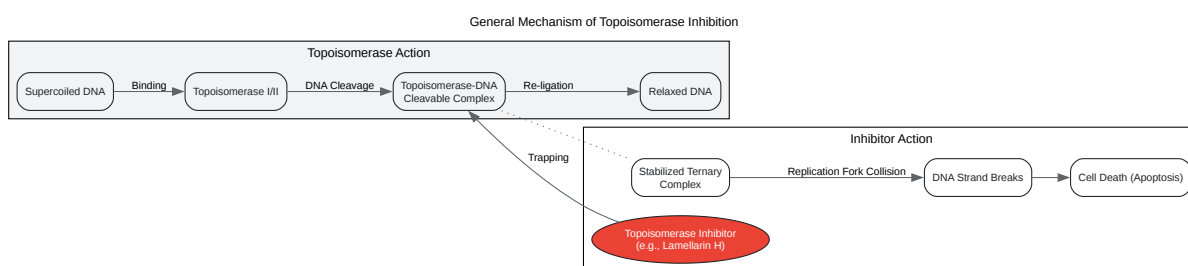 General Mechanism of Topoisomerase Inhibition
Topoisomerase Action
Supercoiled DNA
Binding
Topoisomerase I/II
DNA Cleavage
Topoisomerase-DNA
Cleavable Complex
Re-ligation
Relaxed DNA
Inhibitor Action
Trapping
Stabilized Ternary
Complex
Replication Fork Collision
DNA Strand Breaks
Cell Death (Apoptosis)
Topoisomerase Inhibitor
(e.g., Lamellarin H)